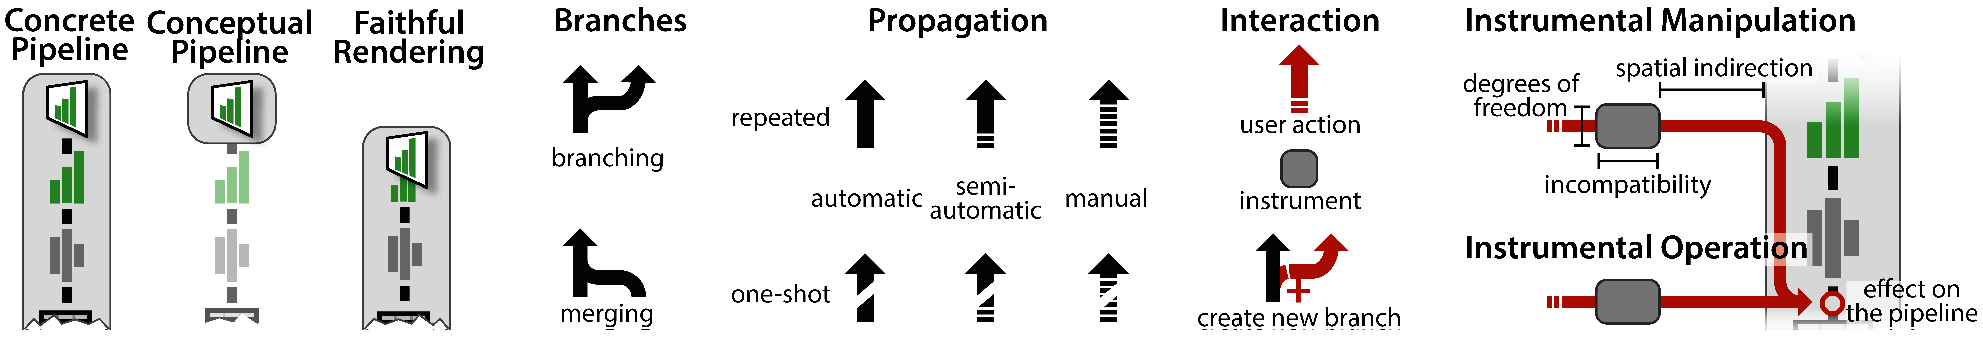 Concrete
Pipeline
Conceptual
Pipeline
Faithful
Rendering
Branches
branching
merging
Propagation
repeated
automatic
semi-
automatic
manual
one-shot
Interaction
user action
instrument
create new branch
Instrumental Manipulation
spatial indirection
degrees of
freedom
incompatibility
Instrumental Operation
effect on
the pipeline